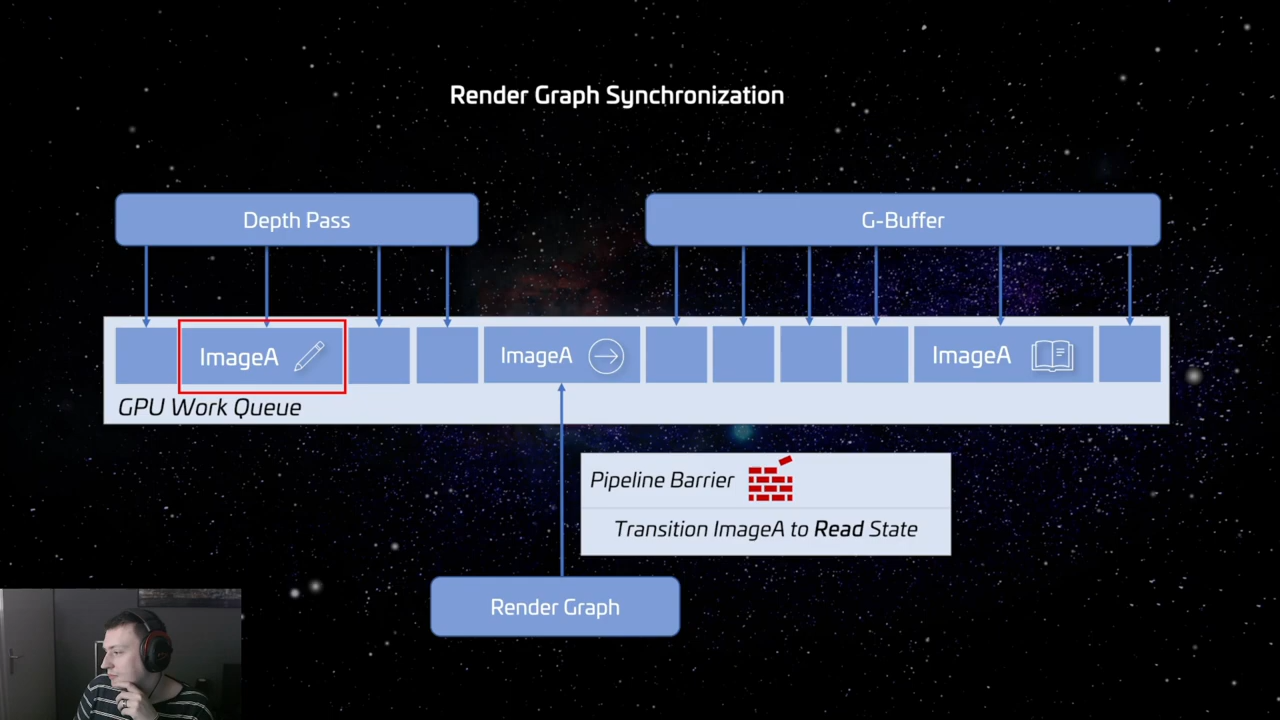 Render Graph Synchronization
Depth Pass
G-Buffer
ImageA
ImageA
ImageA
GPU Work Queue
Pipeline Barrier
Transition ImageA to Read State
Render Graph